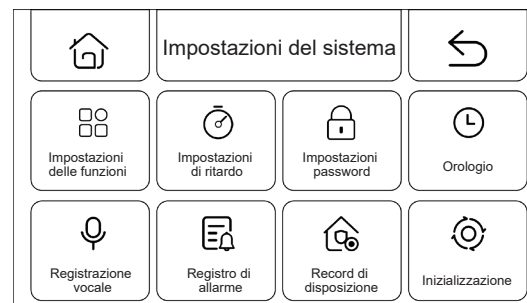 Impostazioni del sistema
Impostazioni
delle funzioni
Impostazioni
di ritardo
Impostazioni
password
Orologio
Registrazione
vocale
Registro di
allarme
Record di
disposizione
Inizializzazione